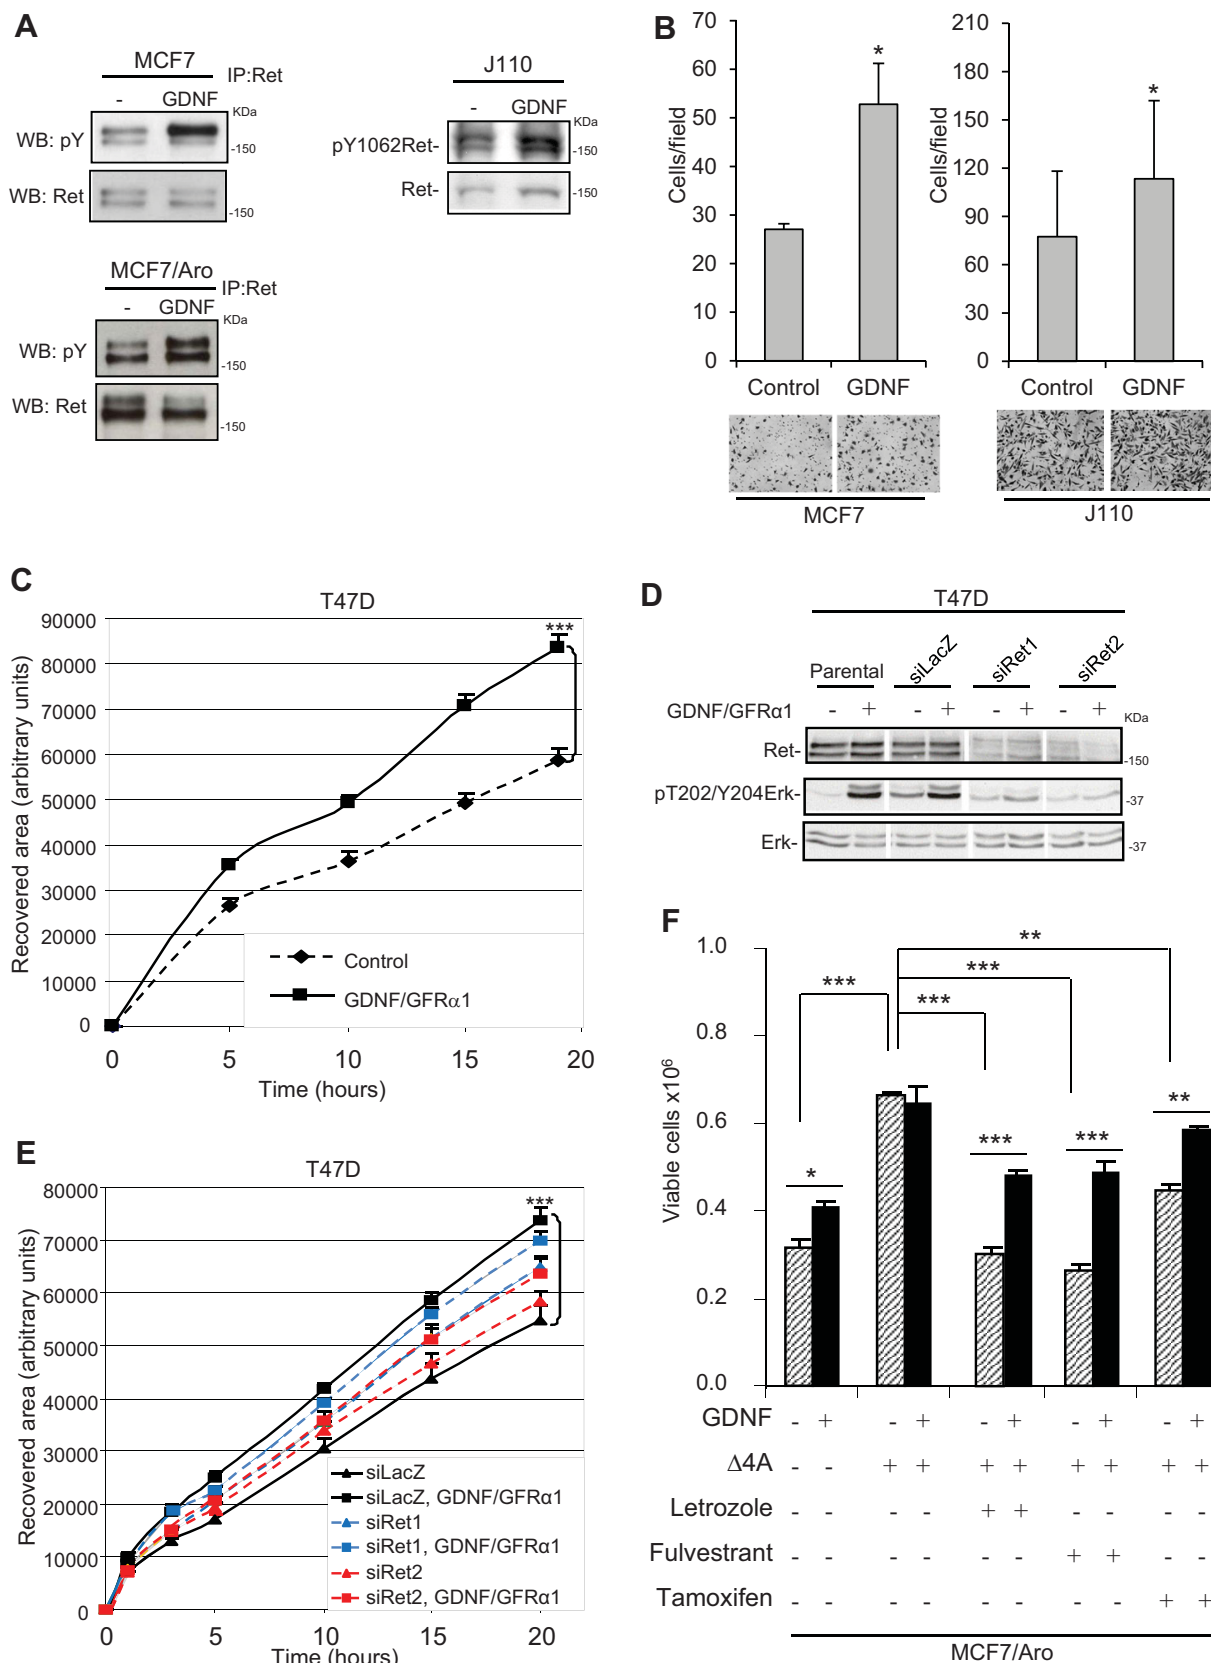 A
MCF7
IP:Ret
- GDNF
KDa
WB: pY
-150
WB: Ret
-150
J110
- GDNF
KDa
pY1062Ret-
-150
Ret-
-150
MCF7/Aro
IP:Ret
- GDNF
KDa
WB: pY
-150
WB: Ret
-150
B
70
60
50
40
30
20
10
0
Cells/field
*
Control GDNF
MCF7
210
180
150
120
90
60
30
0
Cells/field
*
Control GDNF
J110
C
T47D
90000
80000
70000
60000
50000
40000
30000
20000
10000
0
Recovered area (arbitrary units)
***
Control
GDNF/GFRα1
0 5 10 15 20
Time (hours)
D
T47D
Parental siLacZ siRet1 siRet2
GDNF/GFRα1 - + - + - + - +
KDa
Ret-
-150
pT202/Y204Erk-
-37
Erk-
-37
E
T47D
80000
70000
60000
50000
40000
30000
20000
10000
0
Recovered area (arbitrary units)
***
siLacZ
siLacZ, GDNF/GFRα1
siRet1
siRet1, GDNF/GFRα1
siRet2
siRet2, GDNF/GFRα1
0 5 10 15 20
Time (hours)
F
1.0
0.8
0.6
0.4
0.2
0.0
Viable cells x10⁶
**
***
***
***
**
*** ***
*
GDNF - + - + - + - + - +
Δ4A - - + + + + + + + +
Letrozole - - - - + + - - - -
Fulvestrant - - - - - - + + - -
Tamoxifen - - - - - - - - + +
MCF7/Aro